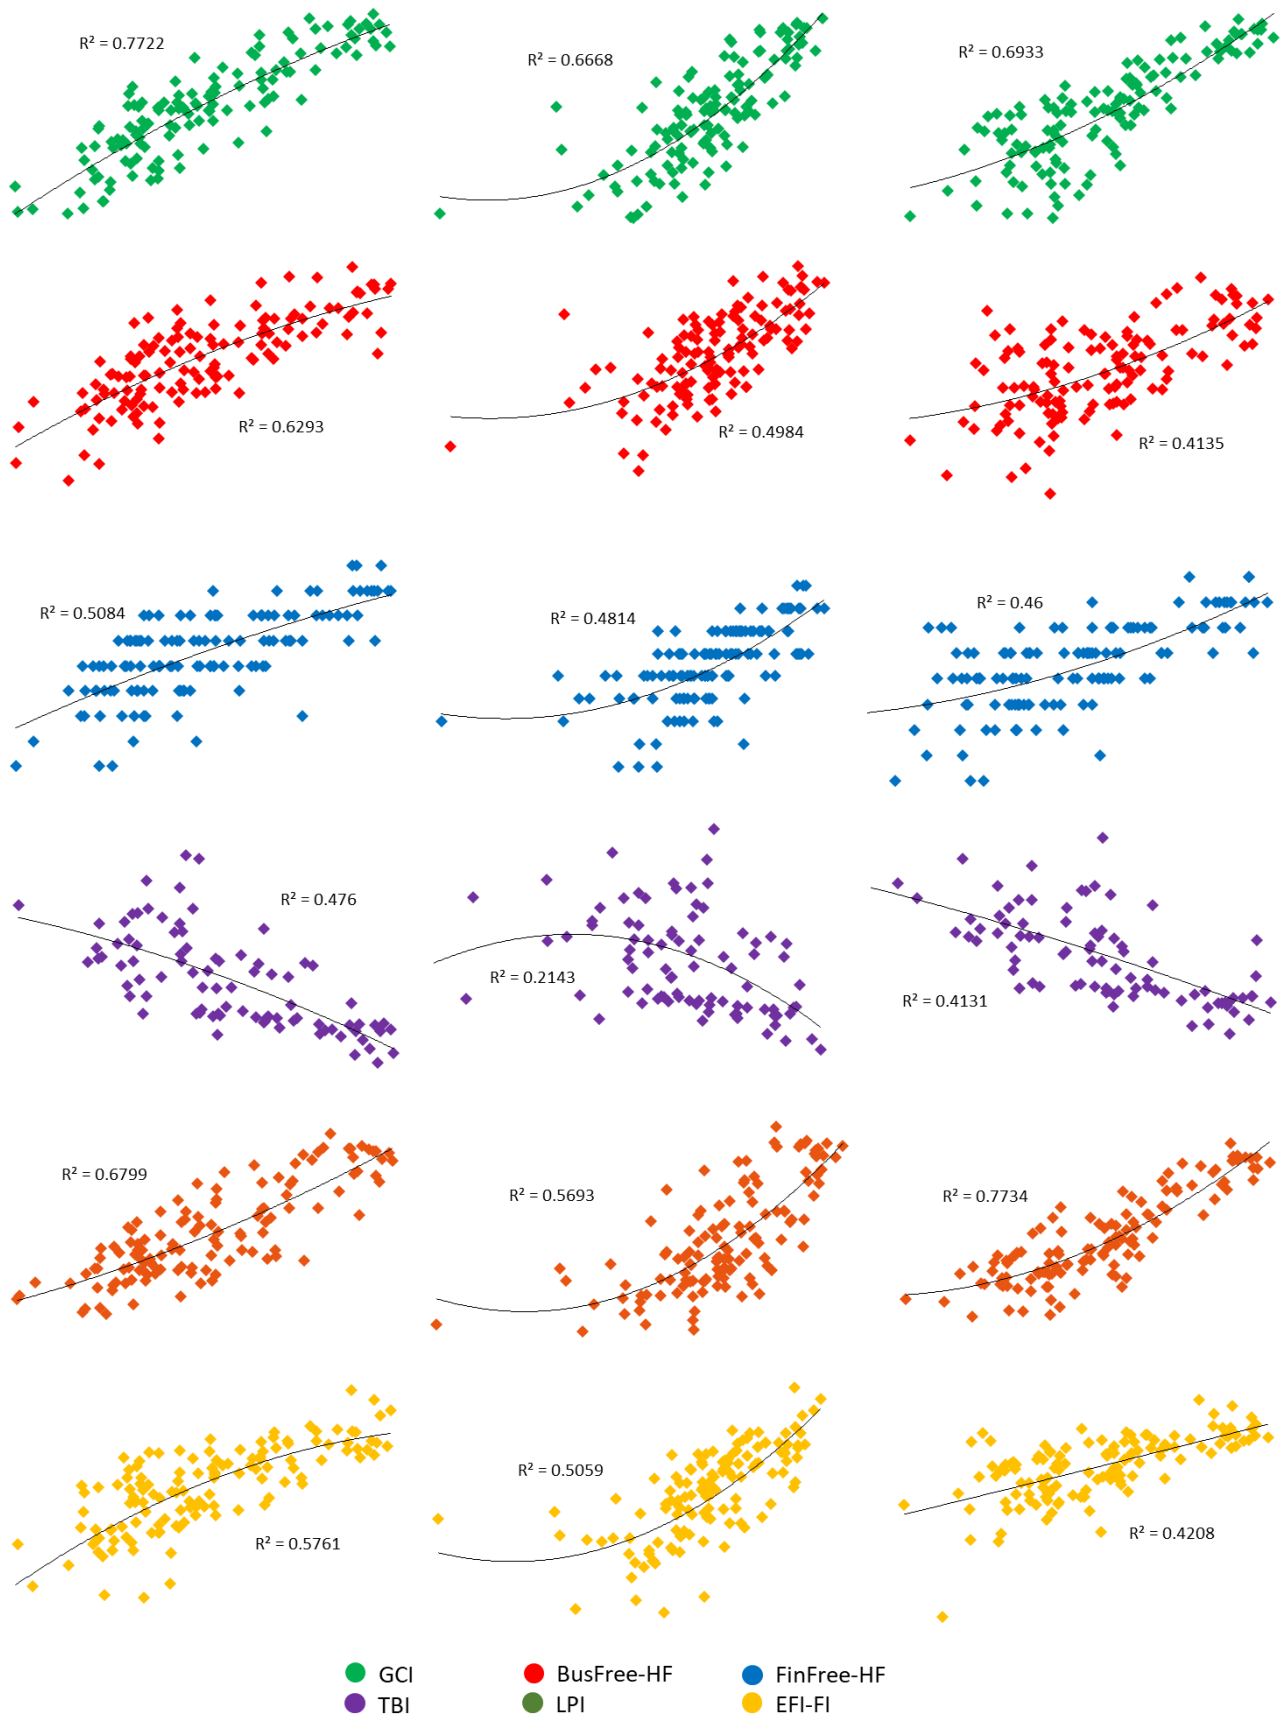 R² = 0.7722
R² = 0.6668
R² = 0.6933
R² = 0.6293
R² = 0.4984
R² = 0.4135
R² = 0.5084
R² = 0.4814
R² = 0.46
R² = 0.476
R² = 0.2143
R² = 0.4131
R² = 0.6799
R² = 0.5693
R² = 0.7734
R² = 0.5761
R² = 0.5059
R² = 0.4208
GCI BusFree-HF FinFree-HF
TBI LPI EFI-FI